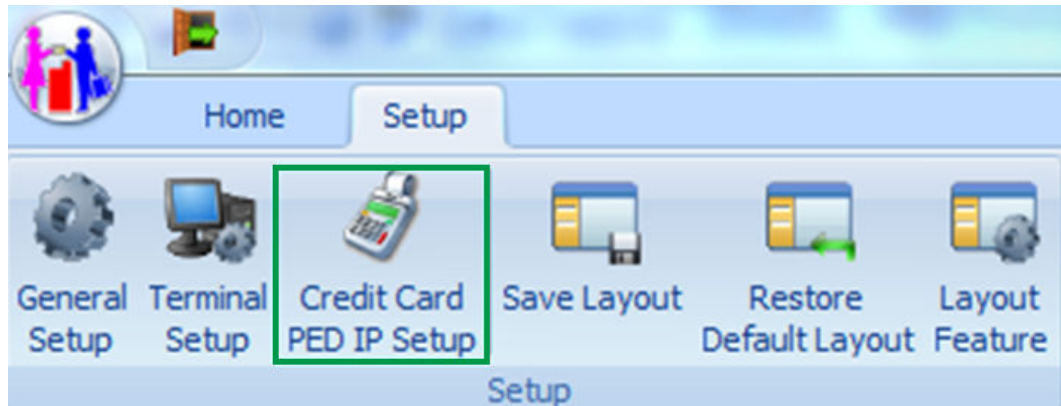 Home
Setup
General Setup
Terminal Setup
Credit Card PED IP Setup
Save Layout
Restore Default Layout
Layout Feature
Setup